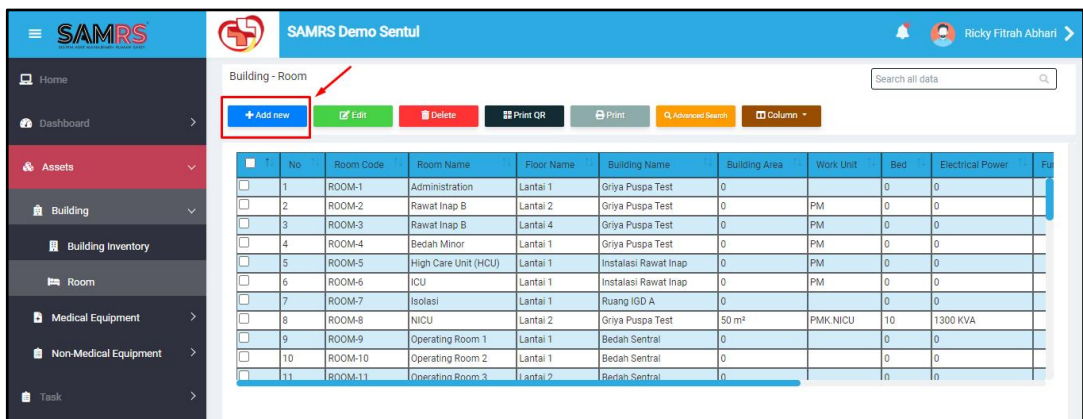 SAMRS
SAMRS Demo Sentul
Ricky Fitrah Abhari
Home
Dashboard
Assets
Building
Building Inventory
Room
Medical Equipment
Non-Medical Equipment
Task
Building - Room
Search all data
Add new Edit Delete Print QR Print Advanced Search Column
No Room Code Room Name Floor Name Building Name Building Area Work Unit Bed Electrical Power Fu
1 ROOM-1 Administration Lantai 1 Griya Puspa Test 0 0 0
2 ROOM-2 Rawat Inap B Lantai 2 Griya Puspa Test 0 PM 0 0
3 ROOM-3 Rawat Inap B Lantai 4 Griya Puspa Test 0 PM 0 0
4 ROOM-4 Bedah Minor Lantai 1 Griya Puspa Test 0 PM 0 0
5 ROOM-5 High Care Unit (HCU) Lantai 1 Instalasi Rawat Inap 0 PM 0 0
6 ROOM-6 ICU Lantai 1 Instalasi Rawat Inap 0 PM 0 0
7 ROOM-7 Isolasi Lantai 1 Ruang IGD A 0 0 0
8 ROOM-8 NICU Lantai 2 Griya Puspa Test 50 m² PMK.NICU 10 1300 KVA
9 ROOM-9 Operating Room 1 Lantai 1 Bedah Sentral 0 0 0
10 ROOM-10 Operating Room 2 Lantai 1 Bedah Sentral 0 0 0
11 ROOM-11 Operating Room 3 Lantai 2 Bedah Sentral 0 0 0